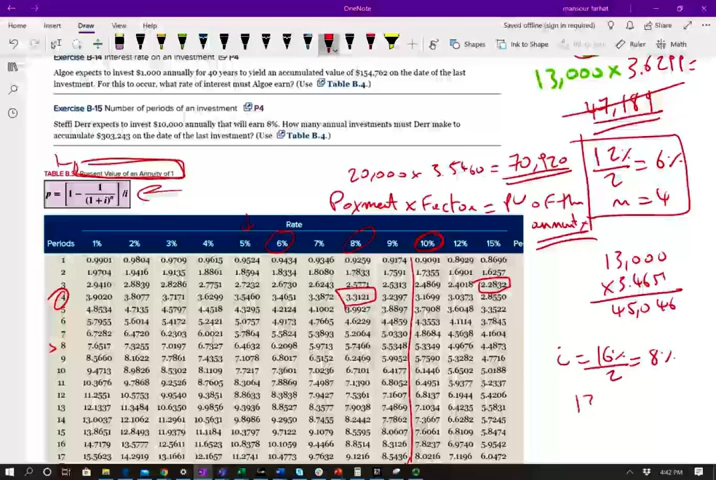 OneNote
mansour farhat
Home Insert Draw View Help
Saved offline (sign in required) Share
Shapes Ink to Shape Ruler Math
Exercise B-14 Interest rate on an investment P4
Algoe expects to invest $1,000 annually for 40 years to yield an accumulated value of $154,762 on the date of the last
investment. For this to occur, what rate of interest must Algoe earn? (Use Table B.4.)
Exercise B-15 Number of periods of an investment P4
Steffi Derr expects to invest $10,000 annually that will earn 8%. How many annual investments must Derr make to
accumulate $303,243 on the date of the last investment? (Use Table B.4.)
13,000 x 3.6299 =
47,189
TABLE B.3 Present Value of an Annuity of 1
p = [1 - 1/(1 + i)ⁿ]/i
20,000 x 3.5460 = 70,920
Payment x Factor = PV of the
annuity
12%/2 = 6%
n = 4
13,000
x3.4651
45,046
i = 16%/2 = 8%
13
Rate
Periods 1% 2% 3% 4% 5% 6% 7% 8% 9% 10% 12% 15% Pe
1 0.9901 0.9804 0.9709 0.9615 0.9524 0.9434 0.9346 0.9259 0.9174 0.9091 0.8929 0.8696
2 1.9704 1.9416 1.9135 1.8861 1.8594 1.8334 1.8080 1.7833 1.7591 1.7355 1.6901 1.6257
3 2.9410 2.8839 2.8286 2.7751 2.7232 2.6730 2.6243 2.5771 2.5313 2.4869 2.4018 2.2832
4 3.9020 3.8077 3.7171 3.6299 3.5460 3.4651 3.3872 3.3121 3.2397 3.1699 3.0373 2.8550
5 4.8534 4.7135 4.5797 4.4518 4.3295 4.2124 4.1002 3.9927 3.8897 3.7908 3.6048 3.3522
6 5.7955 5.6014 5.4172 5.2421 5.0757 4.9173 4.7665 4.6229 4.4859 4.3553 4.1114 3.7845
7 6.7282 6.4720 6.2303 6.0021 5.7864 5.5824 5.3893 5.2064 5.0330 4.8684 4.5638 4.1604
8 7.6517 7.3255 7.0197 6.7327 6.4632 6.2098 5.9713 5.7466 5.5348 5.3349 4.9676 4.4873
9 8.5660 8.1622 7.7861 7.4353 7.1078 6.8017 6.5152 6.2469 5.9952 5.7590 5.3282 4.7716
10 9.4713 8.9826 8.5302 8.1109 7.7217 7.3601 7.0236 6.7101 6.4177 6.1446 5.6502 5.0188
11 10.3676 9.7868 9.2526 8.7605 8.3064 7.8869 7.4987 7.1390 6.8052 6.4951 5.9377 5.2337
12 11.2551 10.5753 9.9540 9.3851 8.8633 8.3838 7.9427 7.5361 7.1607 6.8137 6.1944 5.4206
13 12.1337 11.3484 10.6350 9.9856 9.3936 8.8527 8.3577 7.9038 7.4869 7.1034 6.4235 5.5831
14 13.0037 12.1062 11.2961 10.5631 9.8986 9.2950 8.7455 8.2442 7.7862 7.3667 6.6282 5.7245
15 13.8651 12.8493 11.9379 11.1184 10.3797 9.7122 9.1079 8.5595 8.0607 7.6061 6.8109 5.8474
16 14.7179 13.5777 12.5611 11.6523 10.8378 10.1059 9.4466 8.8514 8.3126 7.8237 6.9740 5.9542
17 15.5623 14.2919 13.1661 12.1657 11.2741 10.4773 9.7632 9.1216 8.5436 8.0216 7.1196 6.0472
4:42 PM